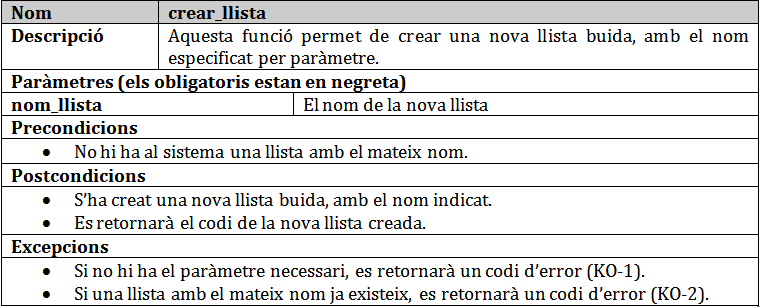 Nom crear_llista
Descripció Aquesta funció permet de crear una nova llista buida, amb el nom
especificat per paràmetre.
Paràmetres (els obligatoris estan en negreta)
nom_llista El nom de la nova llista
Precondicions
• No hi ha al sistema una llista amb el mateix nom.
Postcondicions
• S’ha creat una nova llista buida, amb el nom indicat.
• Es retornarà el codi de la nova llista creada.
Excepcions
• Si no hi ha el paràmetre necessari, es retornarà un codi d’error (KO-1).
• Si una llista amb el mateix nom ja existeix, es retornarà un codi d’error (KO-2).